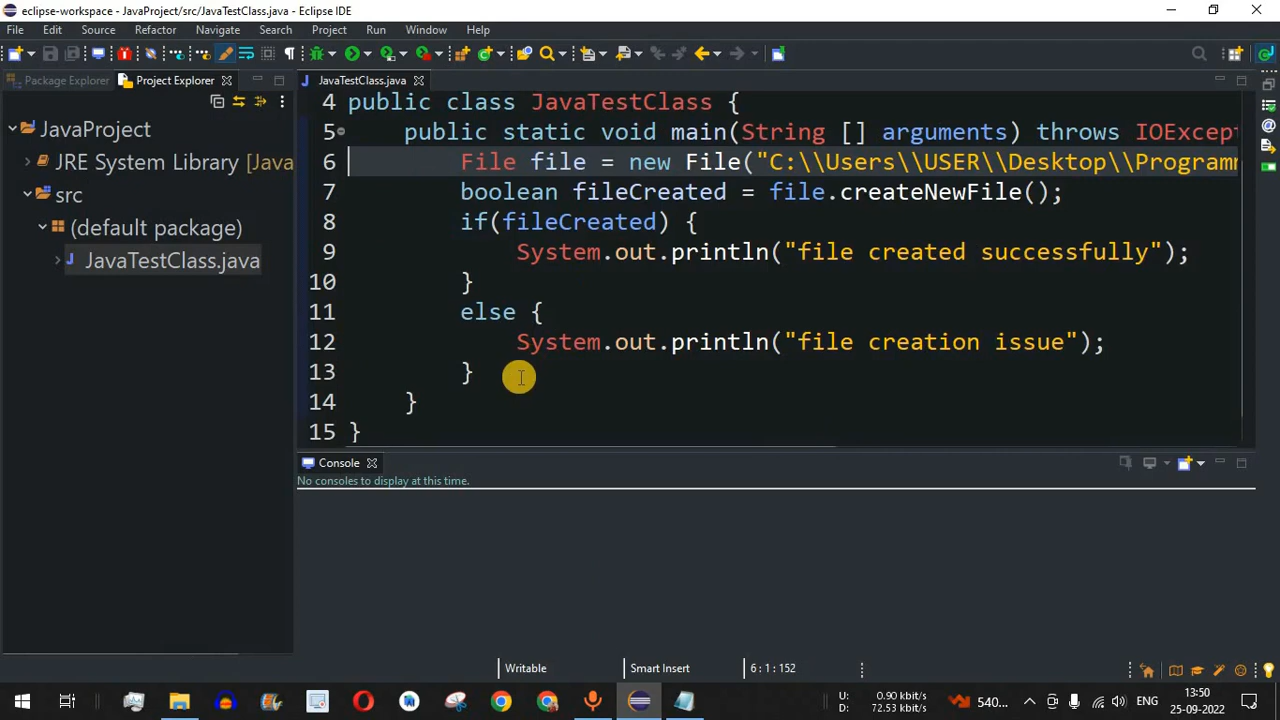 eclipse-workspace - JavaProject/src/JavaTestClass.java - Eclipse IDE
File Edit Source Refactor Navigate Search Project Run Window Help
Package Explorer Project Explorer
JavaTestClass.java
JavaProject
JRE System Library [Java
src
(default package)
JavaTestClass.java
4 public class JavaTestClass {
5 public static void main(String [] arguments) throws IOExcept
6 File file = new File("C:\\Users\\USER\\Desktop\\Programm
7 boolean fileCreated = file.createNewFile();
8 if(fileCreated) {
9 System.out.println("file created successfully");
10 }
11 else {
12 System.out.println("file creation issue");
13 }
14 }
15 }
Console
No consoles to display at this time.
Writable Smart Insert 6 : 1 : 152
U: 0.90 kbit/s
D: 72.53 kbit/s
540...
ENG
13:50
25-09-2022